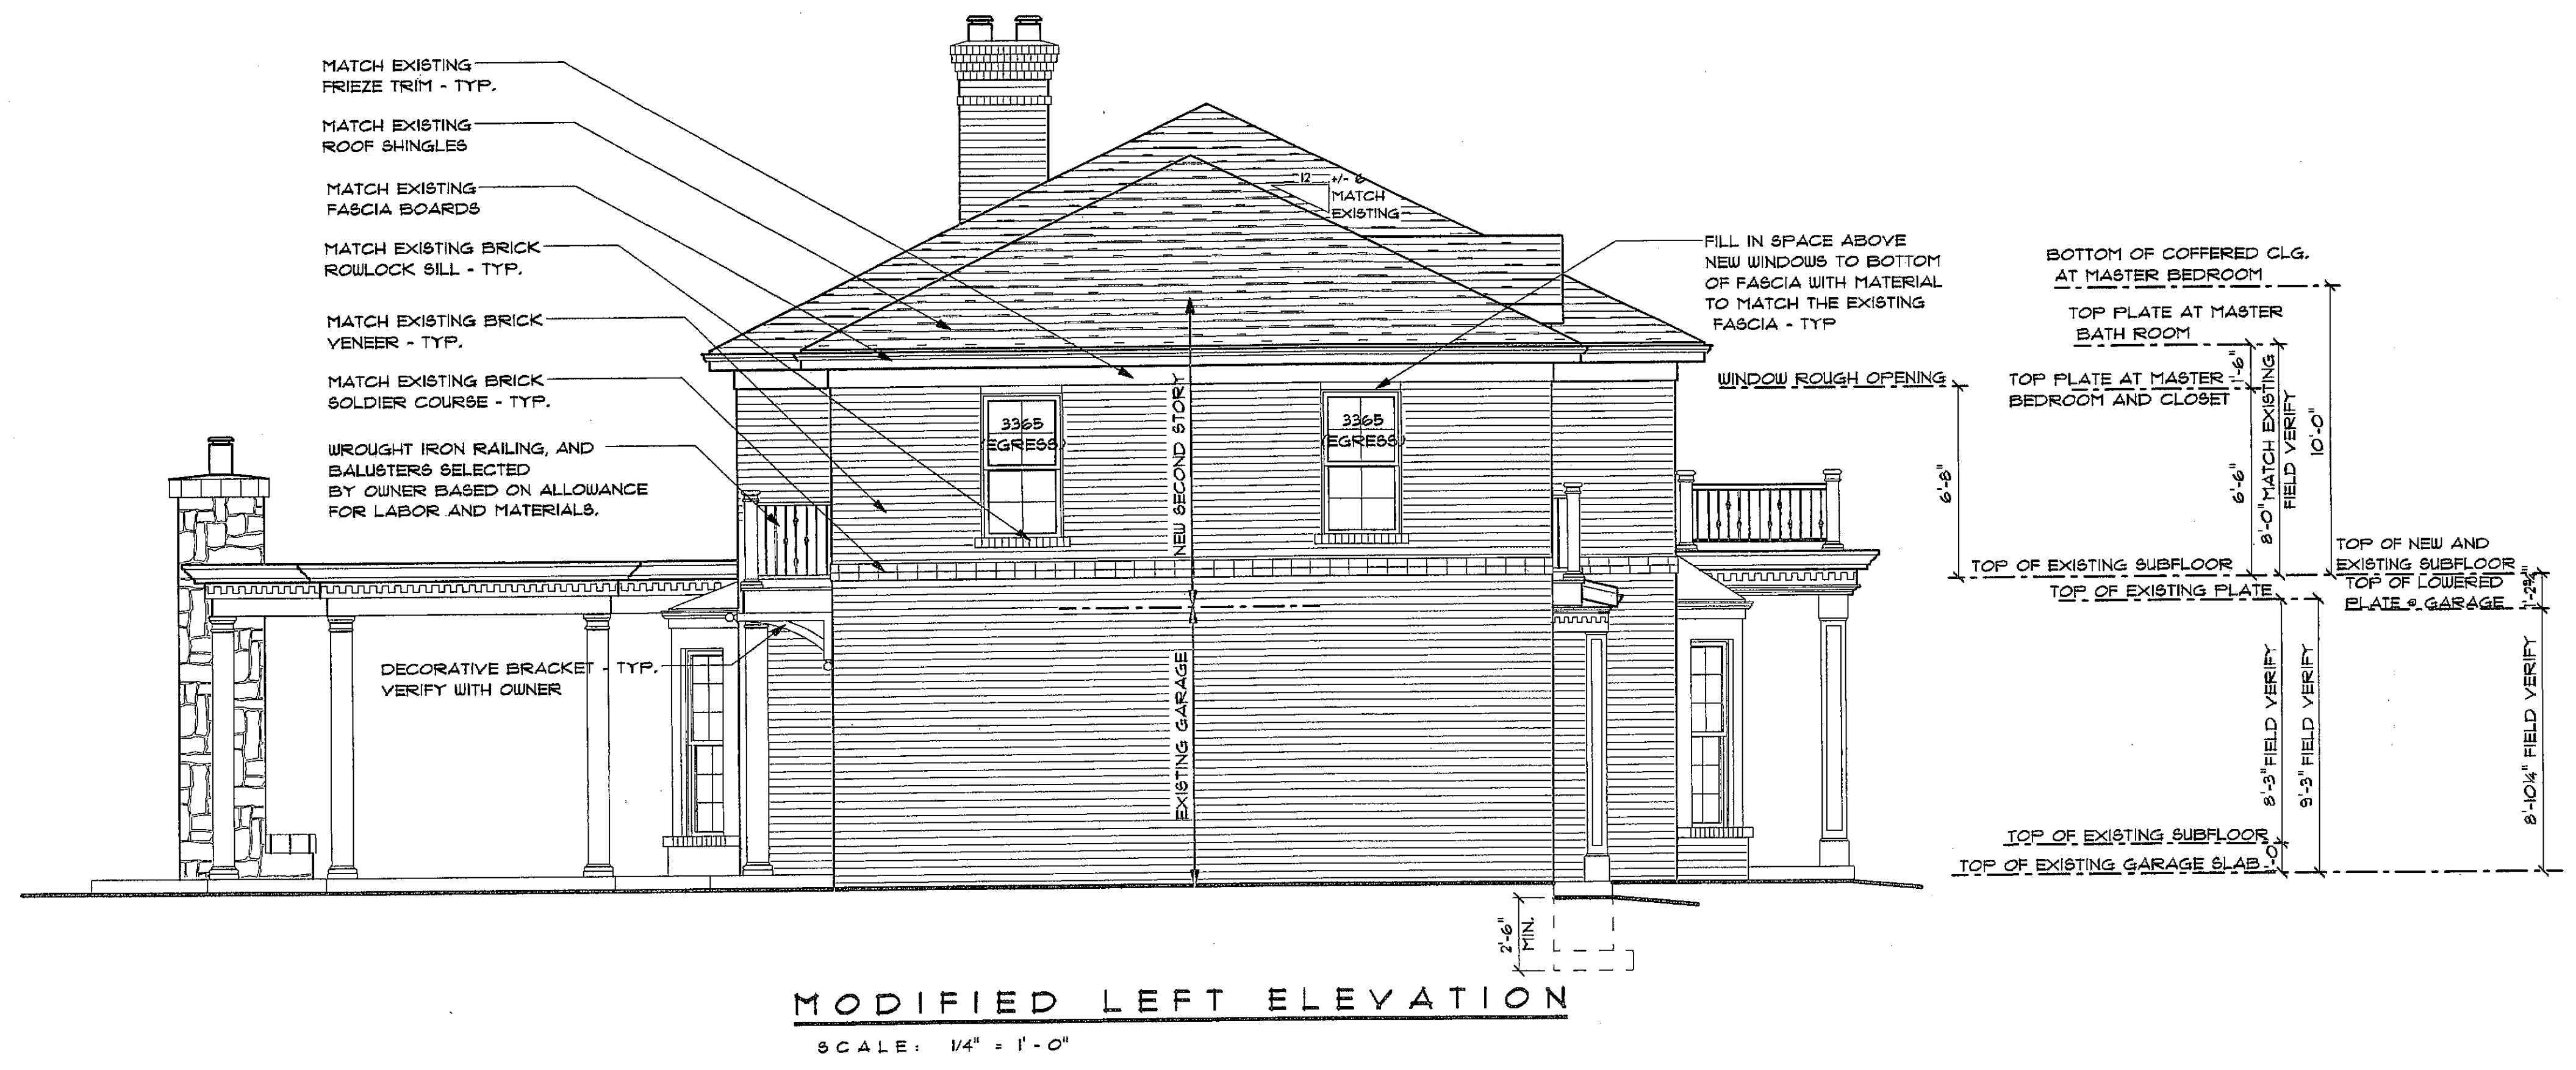 MATCH EXISTING
FRIEZE TRIM - TYP.
MATCH EXISTING
ROOF SHINGLES
MATCH EXISTING
FASCIA BOARDS
MATCH EXISTING BRICK
ROWLOCK SILL - TYP.
MATCH EXISTING BRICK
VENEER - TYP.
MATCH EXISTING BRICK
SOLDIER COURSE - TYP.
WROUGHT IRON RAILING, AND
BALUSTERS SELECTED
BY OWNER BASED ON ALLOWANCE
FOR LABOR AND MATERIALS.
DECORATIVE BRACKET - TYP.
VERIFY WITH OWNER
12 +/- 6
MATCH
EXISTING
3365
(EGRESS)
3365
(EGRESS)
NEW SECOND STORY
EXISTING GARAGE
FILL IN SPACE ABOVE
NEW WINDOWS TO BOTTOM
OF FASCIA WITH MATERIAL
TO MATCH THE EXISTING
FASCIA - TYP
WINDOW ROUGH OPENING
6'-8"
BOTTOM OF COFFERED CLG.
AT MASTER BEDROOM
TOP PLATE AT MASTER
BATH ROOM
TOP PLATE AT MASTER
BEDROOM AND CLOSET
1'-6"
6'-6"
8'-0" MATCH EXISTING
FIELD VERIFY
10'-0"
TOP OF EXISTING SUBFLOOR
TOP OF EXISTING PLATE
TOP OF NEW AND
EXISTING SUBFLOOR
TOP OF LOWERED
PLATE @ GARAGE
8'-3" FIELD VERIFY
9'-3" FIELD VERIFY
8'-10¼" FIELD VERIFY
TOP OF EXISTING SUBFLOOR
TOP OF EXISTING GARAGE SLAB
2'-6"
MIN.
MODIFIED LEFT ELEVATION
SCALE: 1/4" = 1'-0"